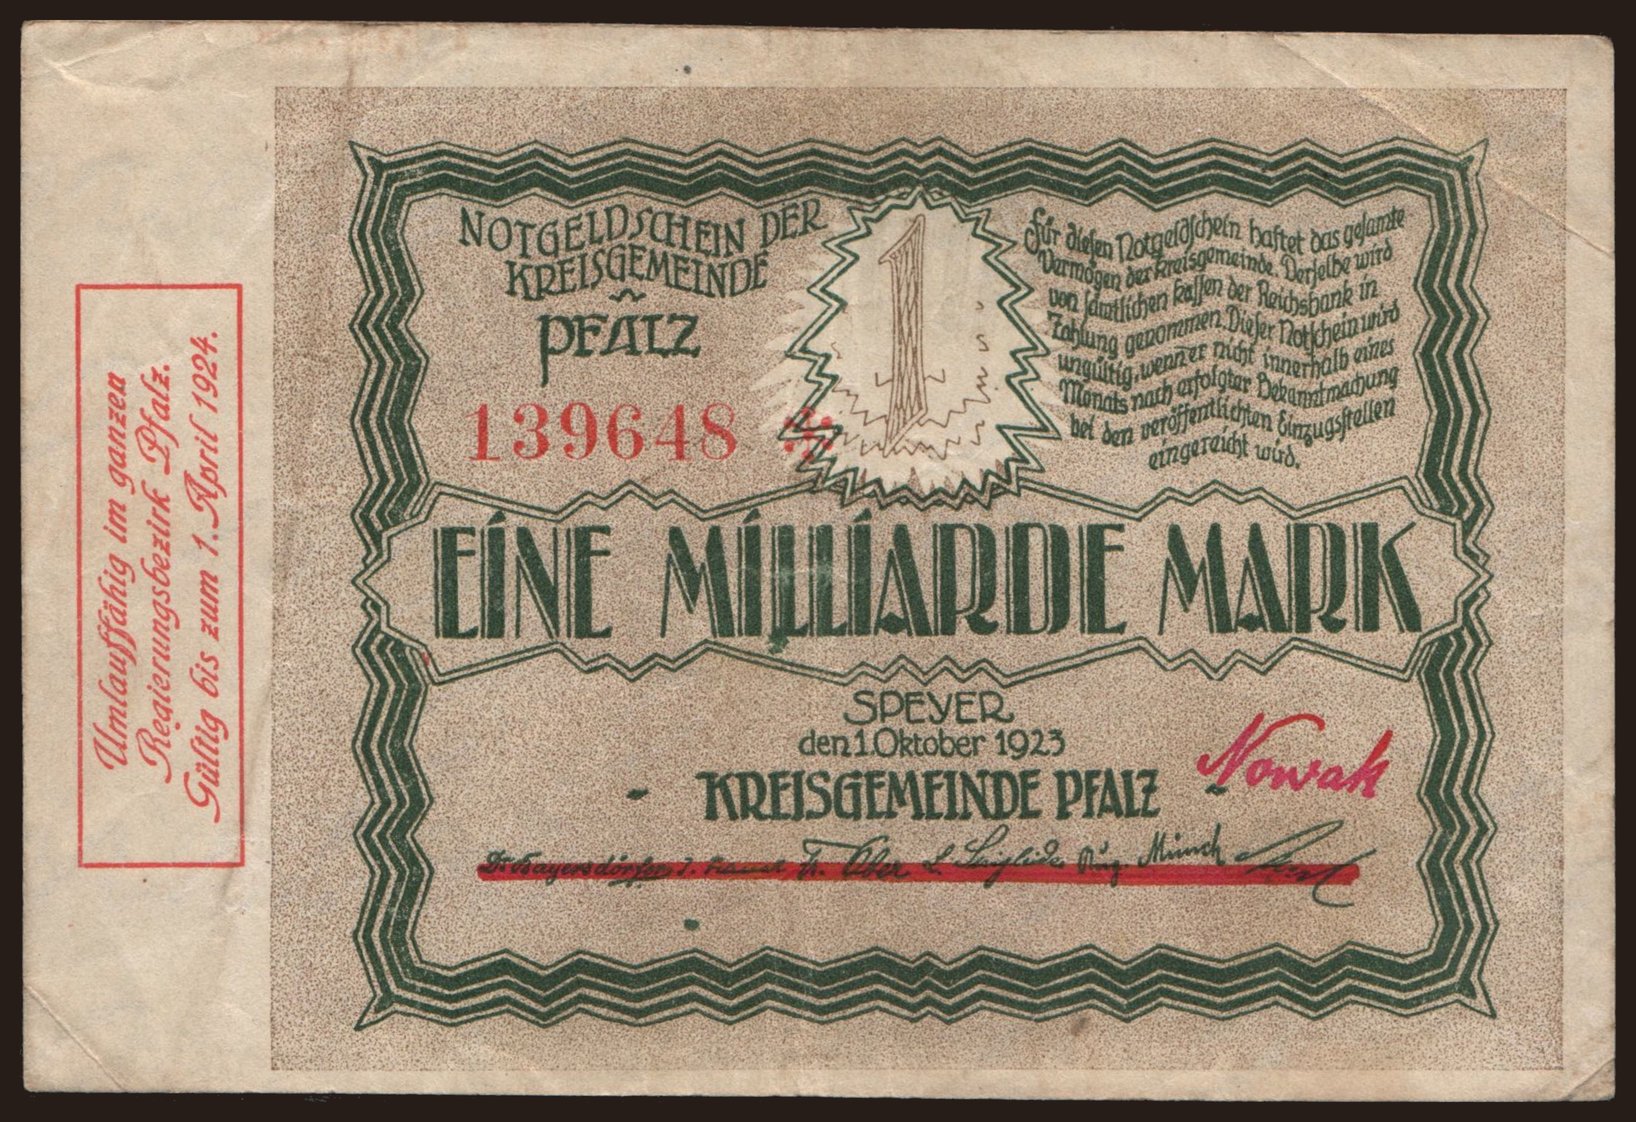 Umlauffähig im ganzen
Regierungsbezirk Pfalz.
Gültig bis zum 1. April 1924.
NOTGELDSCHEIN DER
KREISGEMEINDE
PFALZ
139648 *
1
Für diesen Notgeldschein haftet das gesamte
Vermögen der Kreisgemeinde. Derselbe wird
von sämtlichen Kassen der Reichsbank in
Zahlung genommen. Dieser Notschein wird
ungültig, wenn er nicht innerhalb eines
Monats nach erfolgter Bekanntmachung
bei den veröffentlichten Einzugsstellen
eingereicht wird.
EINE MILLIARDE MARK
SPEYER
den 1. Oktober 1923
- KREISGEMEINDE PFALZ -
Nowak
Dr. Bayersdörfer Münch